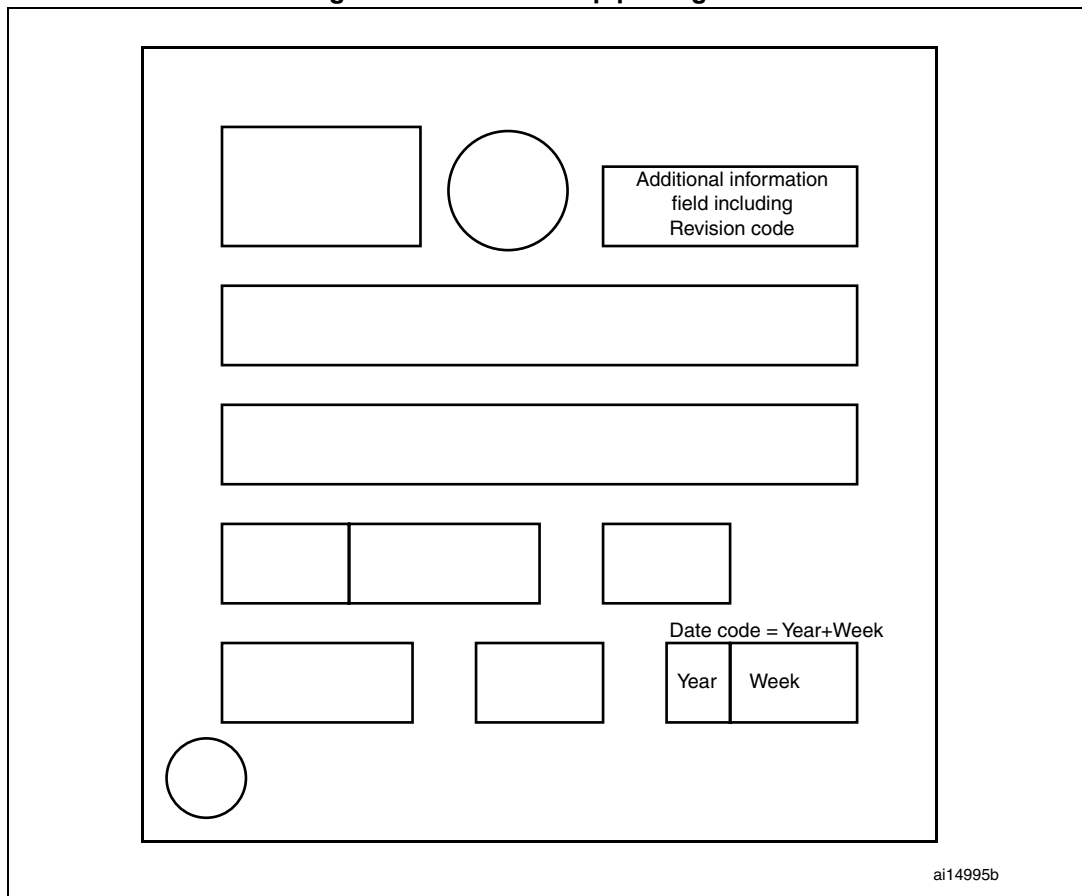 Additional information
field including
Revision code
Date code = Year+Week
Year Week
ai14995b